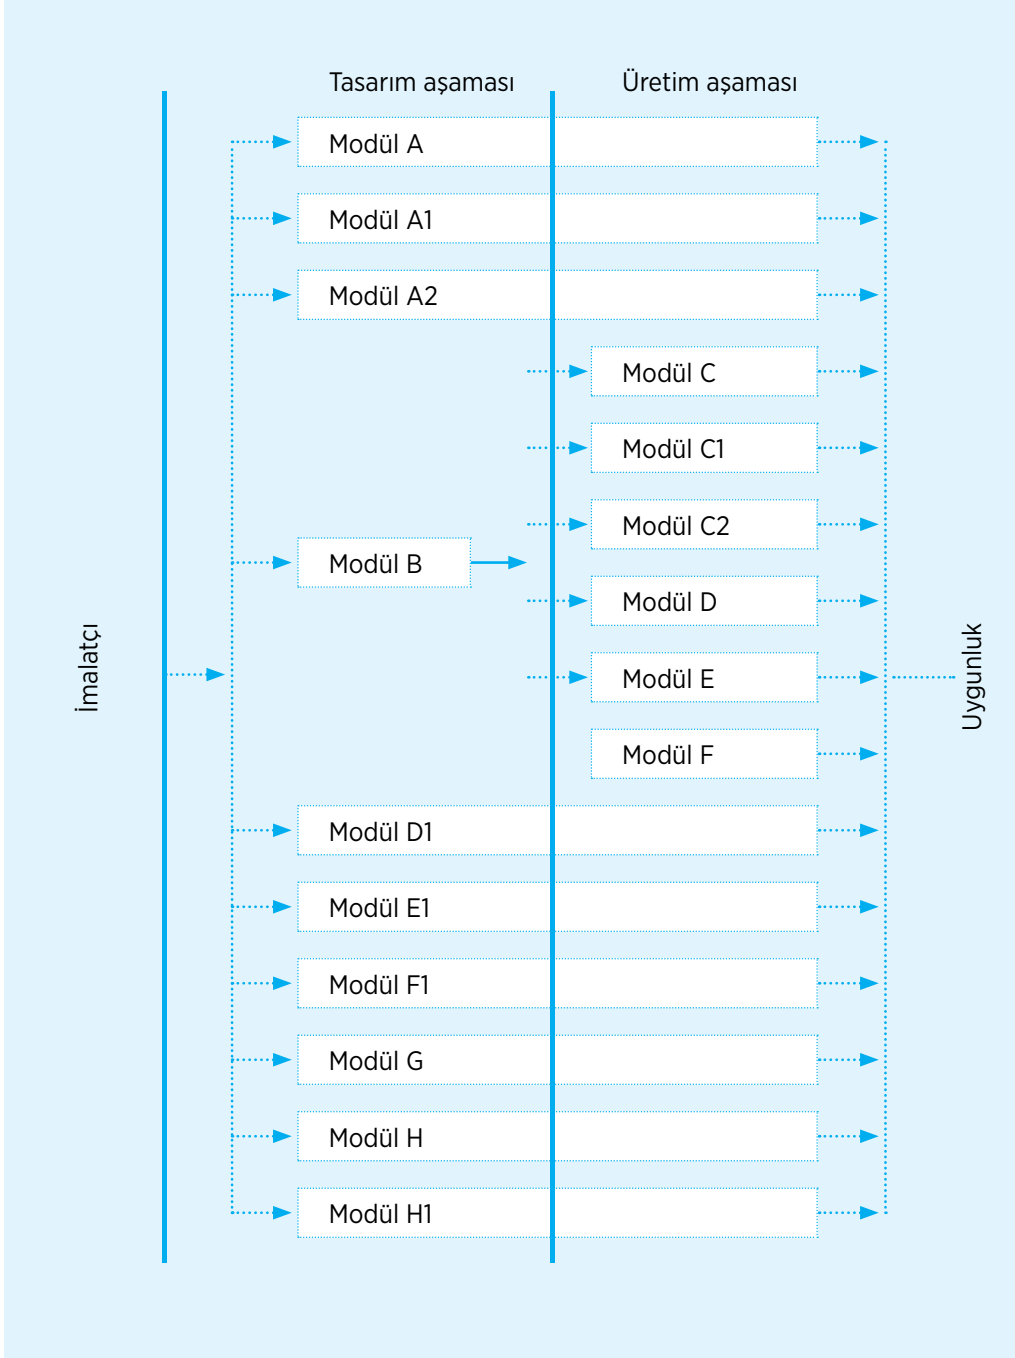 Tasarım aşaması
Üretim aşaması
Modül A
Modül A1
Modül A2
Modül C
Modül C1
Modül C2
Modül B
Modül D
İmalatçı
Uygunluk
Modül E
Modül F
Modül D1
Modül E1
Modül F1
Modül G
Modül H
Modül H1